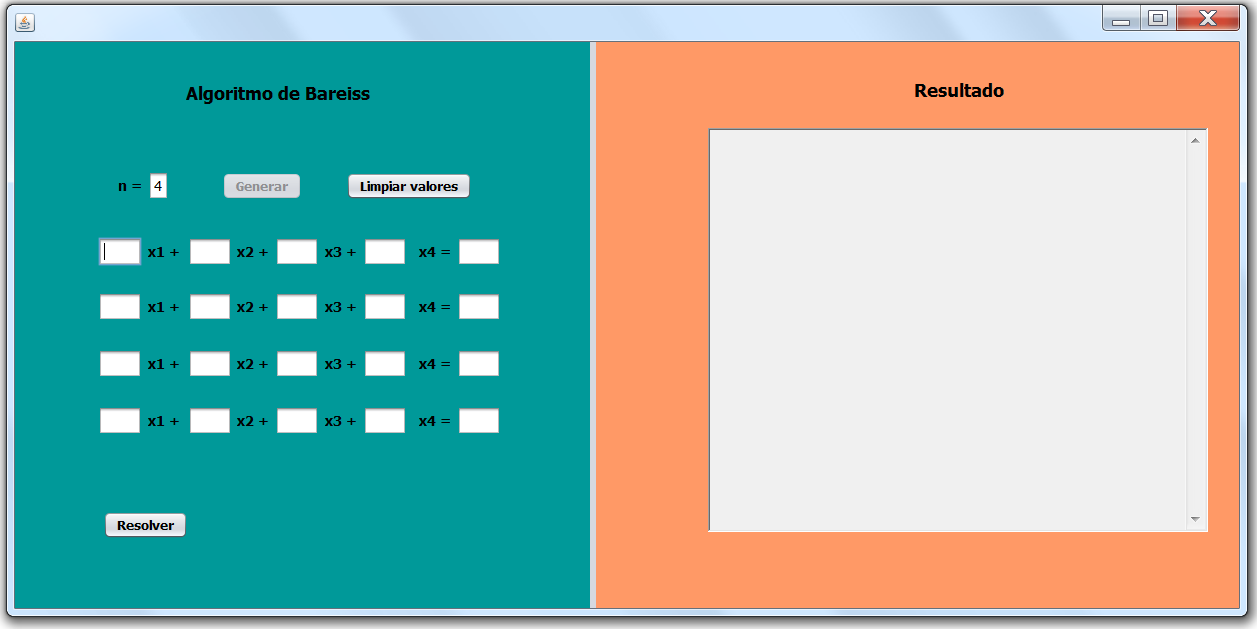 Algoritmo de Bareiss
n = 4 Generar Limpiar valores
x1 + x2 + x3 + x4 =
x1 + x2 + x3 + x4 =
x1 + x2 + x3 + x4 =
x1 + x2 + x3 + x4 =
Resolver
Resultado